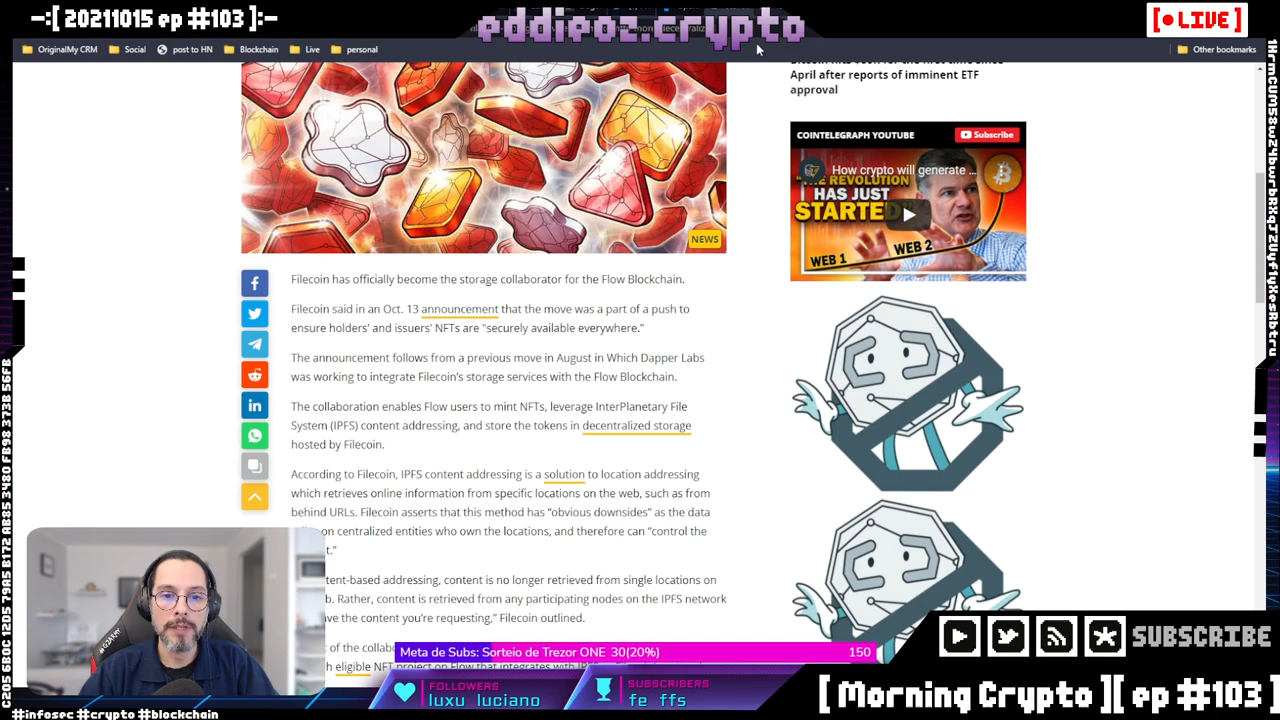 -:[ 20211015 ep #103 ]:-
eddieoz.crypto
[ LIVE ]
OriginalMy CRM
Social
post to HN
Blockchain
Live
personal
Other bookmarks
April after reports of imminent ETF
approval
COINTELEGRAPH YOUTUBE
Subscribe
How crypto will generate ...
"THE REVOLUTION
HAS JUST
STARTED
WEB 1
WEB 2
NEWS
Filecoin has officially become the storage collaborator for the Flow Blockchain.
Filecoin said in an Oct. 13 announcement that the move was a part of a push to
ensure holders' and issuers' NFTs are "securely available everywhere."
The announcement follows from a previous move in August in Which Dapper Labs
was working to integrate Filecoin's storage services with the Flow Blockchain.
The collaboration enables Flow users to mint NFTs, leverage InterPlanetary File
System (IPFS) content addressing, and store the tokens in decentralized storage
hosted by Filecoin.
According to Filecoin, IPFS content addressing is a solution to location addressing
which retrieves online information from specific locations on the web, such as from
behind URLs. Filecoin asserts that this method has "obvious downsides" as the data
on centralized entities who own the locations, and therefore can "control the
t."
tent-based addressing, content is no longer retrieved from single locations on
b. Rather, content is retrieved from any participating nodes on the IPFS network
ave the content you're requesting," Filecoin outlined.
t of the collab
h eligible NFT project on Flow that integrates with
Meta de Subs: Sorteio de Trezor ONE 30(20%)
150
FOLLOWERS
luxu luciano
SUBSCRIBERS
fe ffs
SUBSCRIBE
[ Morning Crypto ][ ep #103 ]
#infosec #crypto #blockchain